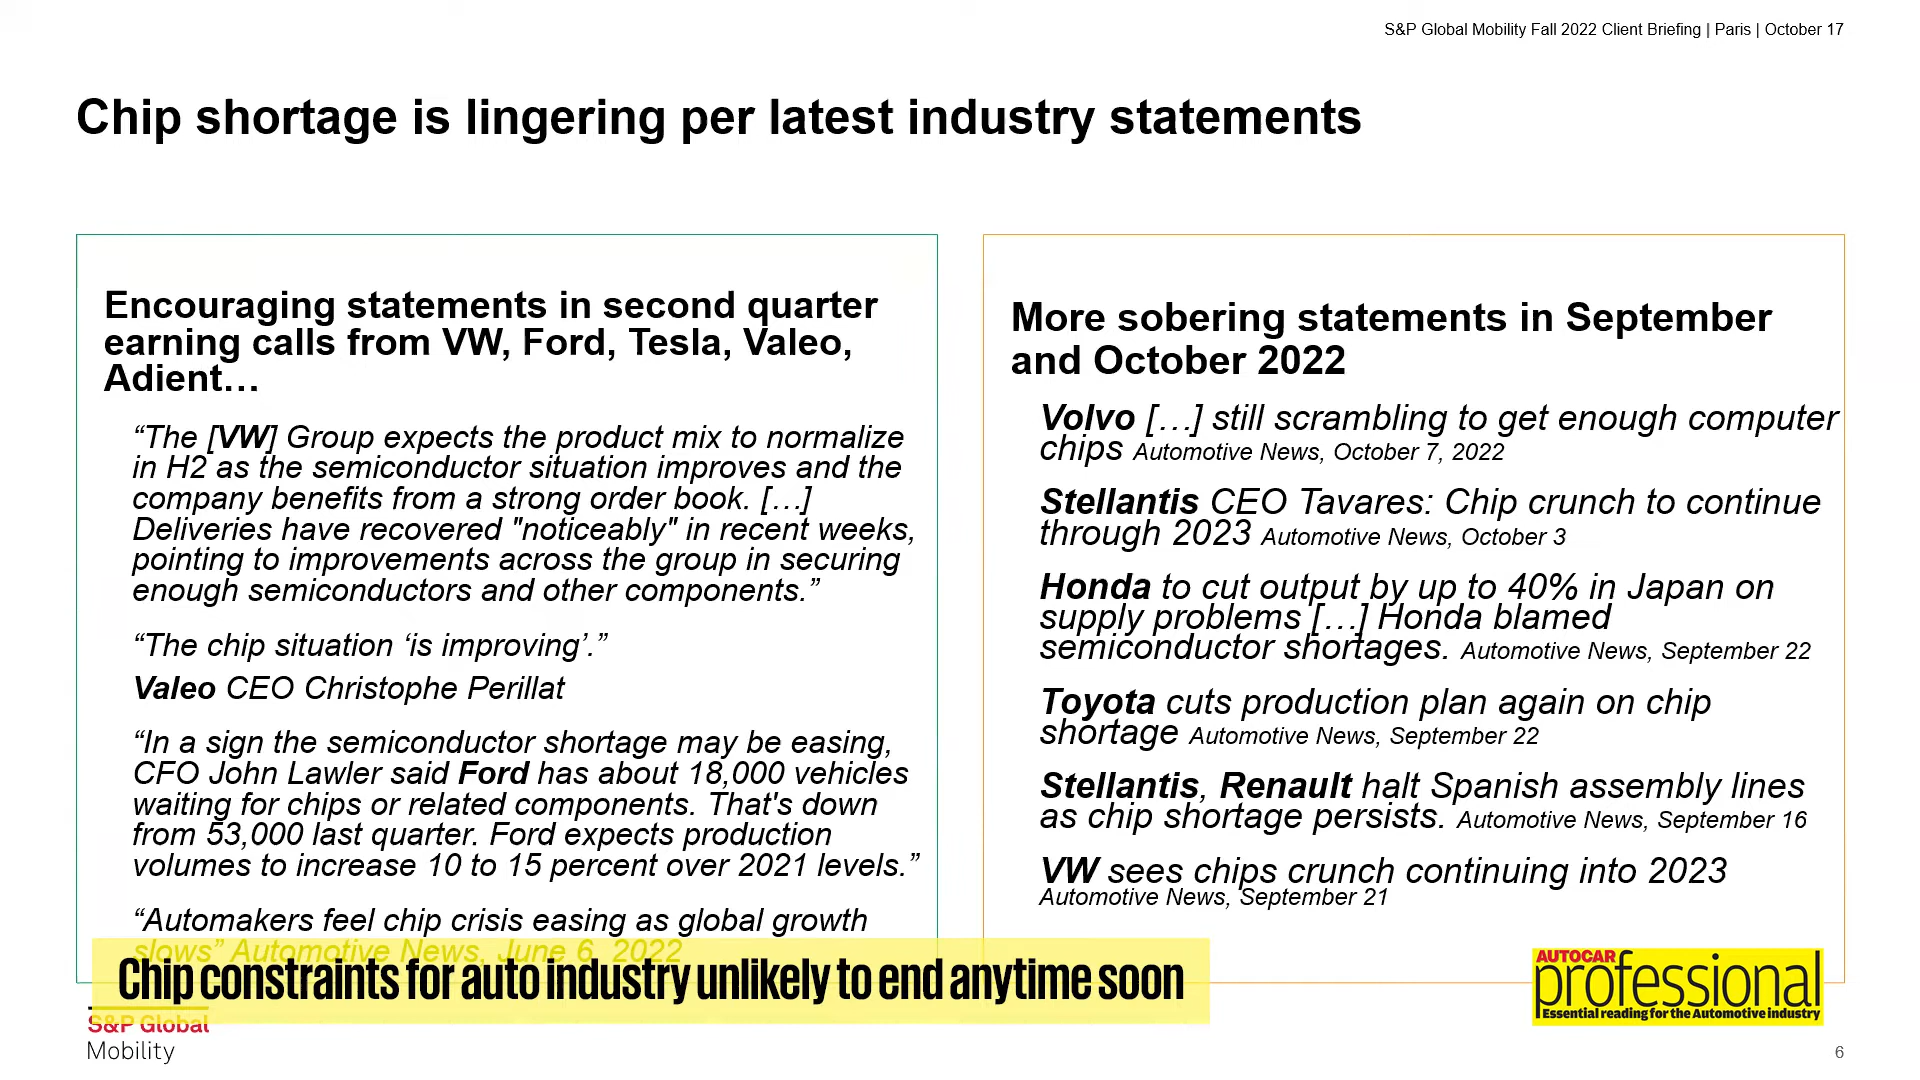 S&P Global Mobility Fall 2022 Client Briefing | Paris | October 17
Chip shortage is lingering per latest industry statements
Encouraging statements in second quarter
earning calls from VW, Ford, Tesla, Valeo,
Adient…
“The [VW] Group expects the product mix to normalize
in H2 as the semiconductor situation improves and the
company benefits from a strong order book. […]
Deliveries have recovered "noticeably" in recent weeks,
pointing to improvements across the group in securing
enough semiconductors and other components.”
“The chip situation ‘is improving’.”
Valeo CEO Christophe Perillat
“In a sign the semiconductor shortage may be easing,
CFO John Lawler said Ford has about 18,000 vehicles
waiting for chips or related components. That's down
from 53,000 last quarter. Ford expects production
volumes to increase 10 to 15 percent over 2021 levels.”
“Automakers feel chip crisis easing as global growth
slows” Automotive News, June 6, 2022
More sobering statements in September
and October 2022
Volvo […] still scrambling to get enough computer
chips Automotive News, October 7, 2022
Stellantis CEO Tavares: Chip crunch to continue
through 2023 Automotive News, October 3
Honda to cut output by up to 40% in Japan on
supply problems […] Honda blamed
semiconductor shortages. Automotive News, September 22
Toyota cuts production plan again on chip
shortage Automotive News, September 22
Stellantis, Renault halt Spanish assembly lines
as chip shortage persists. Automotive News, September 16
VW sees chips crunch continuing into 2023
Automotive News, September 21
Chip constraints for auto industry unlikely to end anytime soon
AUTOCAR
professional
Essential reading for the Automotive industry
S&P Global
Mobility
6